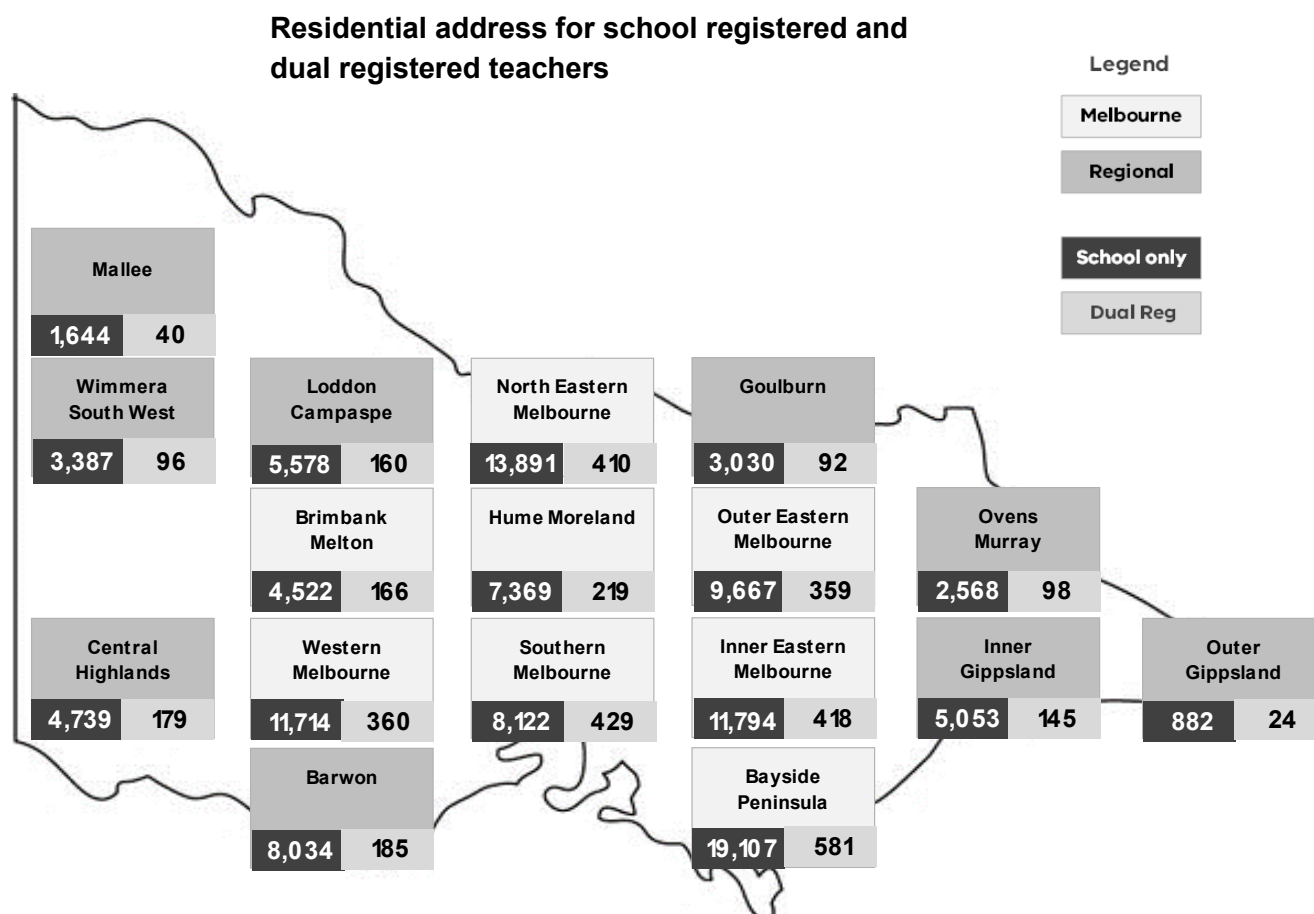 Residential address for school registered and
dual registered teachers
Legend
Melbourne
Regional
School only
Dual Reg
Mallee
1,644 40
Wimmera
South West
3,387 96
Loddon
Campaspe
5,578 160
North Eastern
Melbourne
13,891 410
Goulburn
3,030 92
Brimbank
Melton
4,522 166
Hume Moreland
7,369 219
Outer Eastern
Melbourne
9,667 359
Ovens
Murray
2,568 98
Central
Highlands
4,739 179
Western
Melbourne
11,714 360
Southern
Melbourne
8,122 429
Inner Eastern
Melbourne
11,794 418
Inner
Gippsland
5,053 145
Outer
Gippsland
882 24
Barwon
8,034 185
Bayside
Peninsula
19,107 581